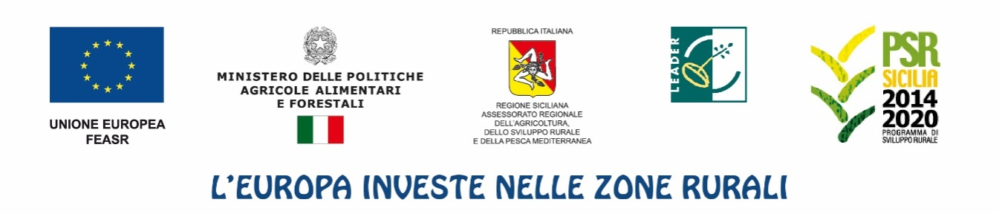 UNIONE EUROPEA
FEASR
MINISTERO DELLE POLITICHE
AGRICOLE ALIMENTARI
E FORESTALI
REPUBBLICA ITALIANA
REGIONE SICILIANA
ASSESSORATO REGIONALE
DELL'AGRICOLTURA,
DELLO SVILUPPO RURALE
E DELLA PESCA MEDITERRANEA
LEADER
PSR
SICILIA
2014
2020
PROGRAMMA DI
SVILUPPO RURALE
L'EUROPA INVESTE NELLE ZONE RURALI